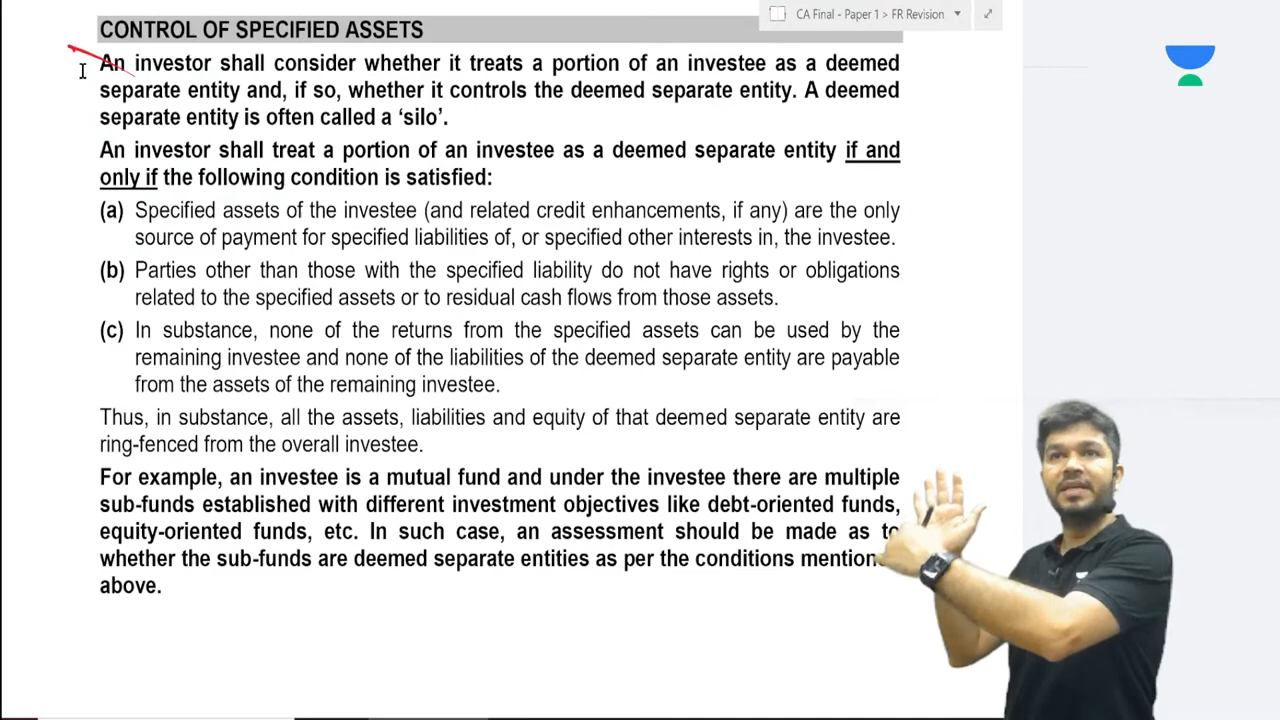 CA Final - Paper 1 > FR Revision
CONTROL OF SPECIFIED ASSETS
An investor shall consider whether it treats a portion of an investee as a deemed
separate entity and, if so, whether it controls the deemed separate entity. A deemed
separate entity is often called a ‘silo’.
An investor shall treat a portion of an investee as a deemed separate entity if and
only if the following condition is satisfied:
(a) Specified assets of the investee (and related credit enhancements, if any) are the only
source of payment for specified liabilities of, or specified other interests in, the investee.
(b) Parties other than those with the specified liability do not have rights or obligations
related to the specified assets or to residual cash flows from those assets.
(c) In substance, none of the returns from the specified assets can be used by the
remaining investee and none of the liabilities of the deemed separate entity are payable
from the assets of the remaining investee.
Thus, in substance, all the assets, liabilities and equity of that deemed separate entity are
ring-fenced from the overall investee.
For example, an investee is a mutual fund and under the investee there are multiple
sub-funds established with different investment objectives like debt-oriented funds,
equity-oriented funds, etc. In such case, an assessment should be made as to
whether the sub-funds are deemed separate entities as per the conditions
above.